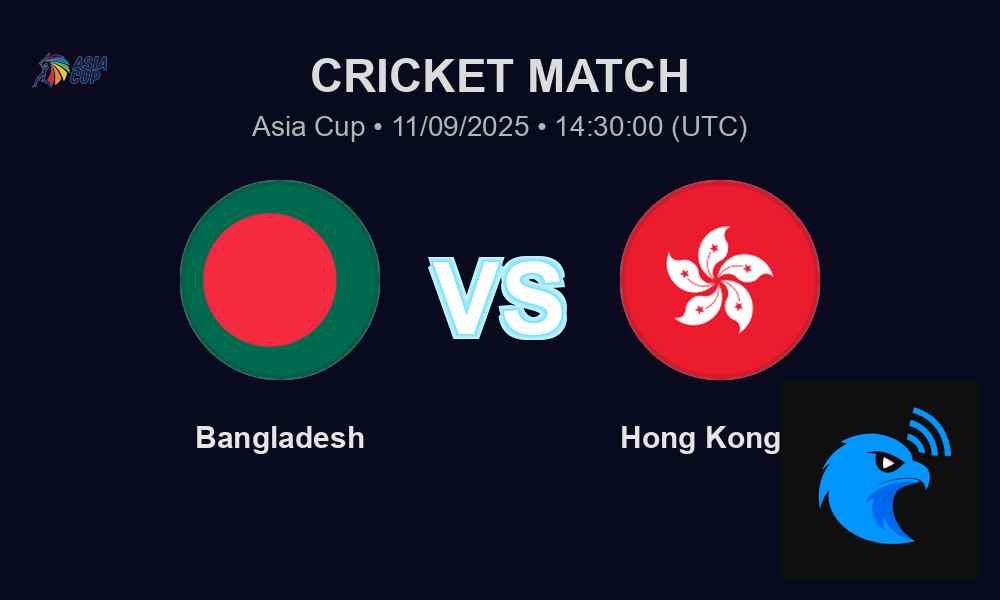 ASIA
CUP
CRICKET MATCH
Asia Cup • 11/09/2025 • 14:30:00 (UTC)
VS
Bangladesh
Hong Kong